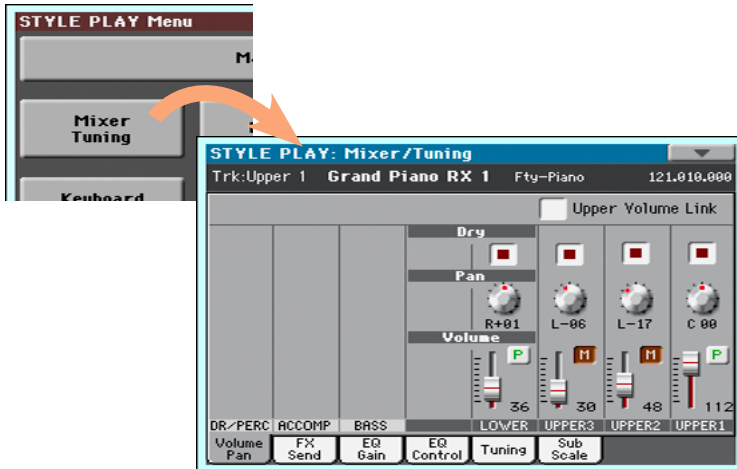 STYLE PLAY Menu
Mixer
Tuning
STYLE PLAY: Mixer/Tuning
Trk:Upper 1 Grand Piano RX 1 Fty-Piano 121.010.000
Upper Volume Link
Dry
Pan
R+01 L-06 L-17 C 00
Volume
P M M P
36 30 48 112
DR/PERC ACCOMP BASS LOWER UPPER3 UPPER2 UPPER1
Volume
Pan
FX
Send
EQ
Gain
EQ
Control
Tuning
Sub
Scale